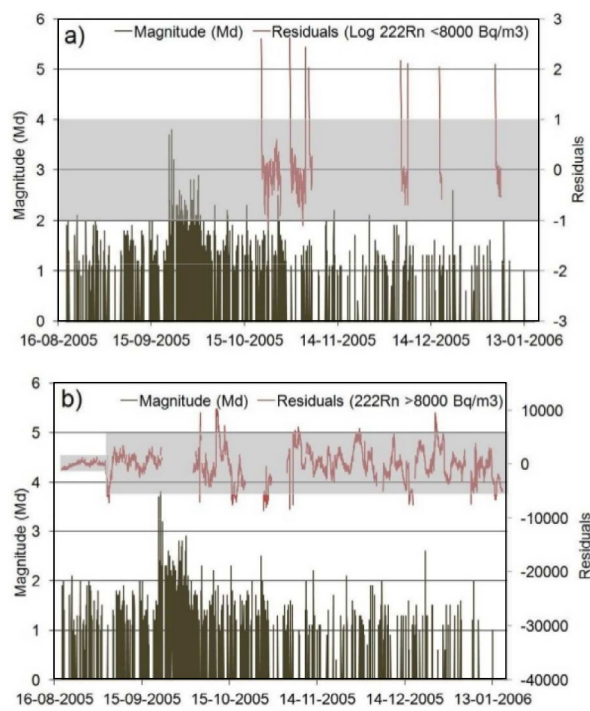 a)
Magnitude (Md) Residuals (Log 222Rn <8000 Bq/m3)
6 3
5 2
4 1
3 0
2 -1
1 -2
0 -3
Magnitude (Md)
Residuals
16-08-2005 15-09-2005 15-10-2005 14-11-2005 14-12-2005 13-01-2006
b)
Magnitude (Md) Residuals (222Rn >8000 Bq/m3)
6
10000
5
0
4
-10000
3
-20000
2
-30000
1
0 -40000
Magnitude (Md)
Residuals
16-08-2005 15-09-2005 15-10-2005 14-11-2005 14-12-2005 13-01-2006